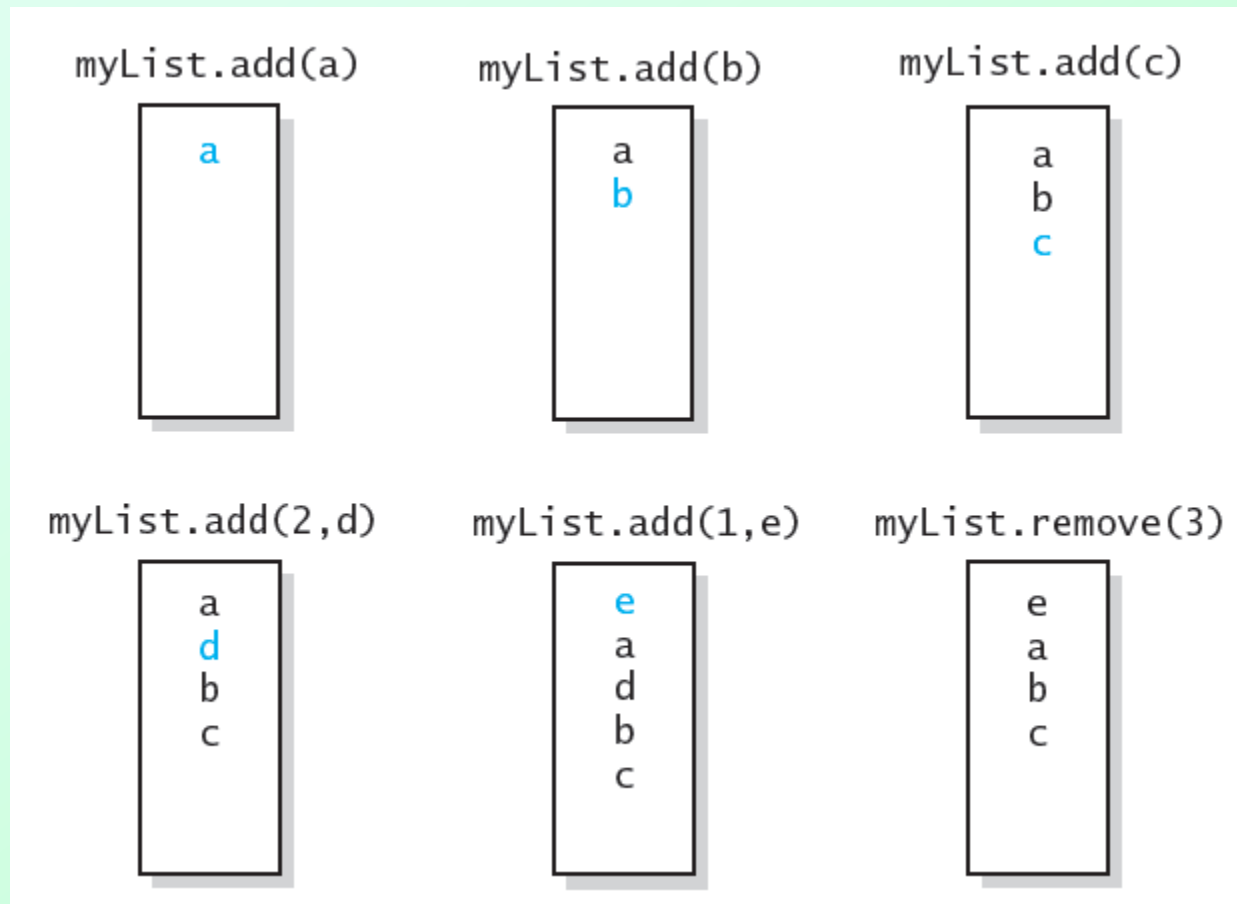 myList.add(a)
a
myList.add(b)
a
b
myList.add(c)
a
b
c
myList.add(2,d)
a
d
b
c
myList.add(1,e)
e
a
d
b
c
myList.remove(3)
e
a
b
c